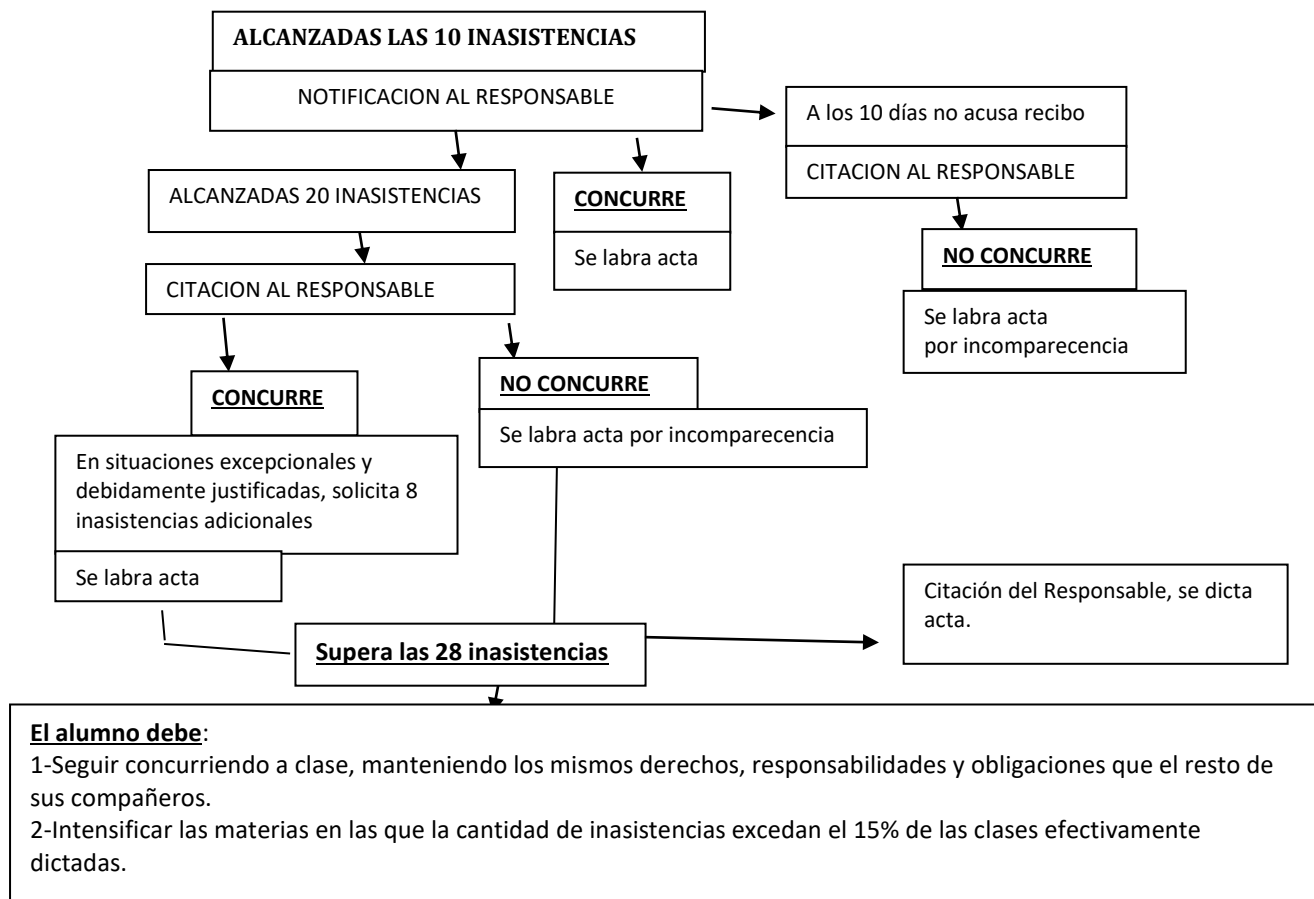 ALCANZADAS LAS 10 INASISTENCIAS
NOTIFICACION AL RESPONSABLE
A los 10 días no acusa recibo
CITACION AL RESPONSABLE
ALCANZADAS 20 INASISTENCIAS
CONCURRE
Se labra acta
NO CONCURRE
Se labra acta
por incomparecencia
CITACION AL RESPONSABLE
CONCURRE
En situaciones excepcionales y
debidamente justificadas, solicita 8
inasistencias adicionales
Se labra acta
NO CONCURRE
Se labra acta por incomparecencia
Citación del Responsable, se dicta
acta.
Supera las 28 inasistencias
El alumno debe:
1-Seguir concurriendo a clase, manteniendo los mismos derechos, responsabilidades y obligaciones que el resto de
sus compañeros.
2-Intensificar las materias en las que la cantidad de inasistencias excedan el 15% de las clases efectivamente
dictadas.